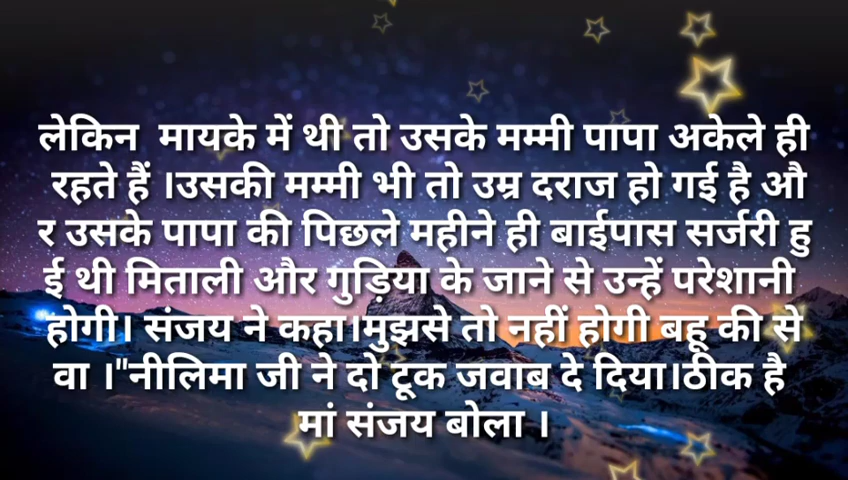 लेकिन  मायके में थी तो उसके मम्मी पापा अकेले ही
रहते हैं ।उसकी मम्मी भी तो उम्र दराज हो गई है औ
र उसके पापा की पिछले महीने ही बाईपास सर्जरी हु
ई थी मिताली और गुड़िया के जाने से उन्हें परेशानी
होगी। संजय ने कहा।मुझसे तो नहीं होगी बहू की से
वा ।"नीलिमा जी ने दो टूक जवाब दे दिया।ठीक है
मां संजय बोला ।